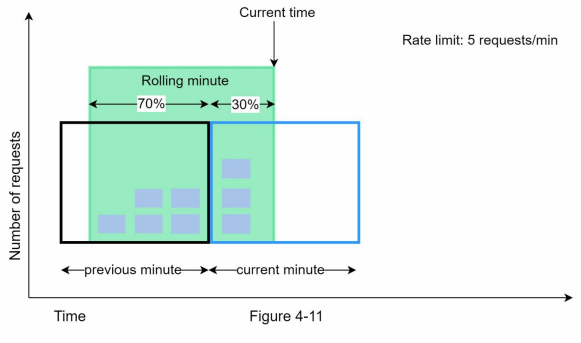 Current time
Rate limit: 5 requests/min
Rolling minute
70%
30%
Number of requests
previous minute
current minute
Time
Figure 4-11